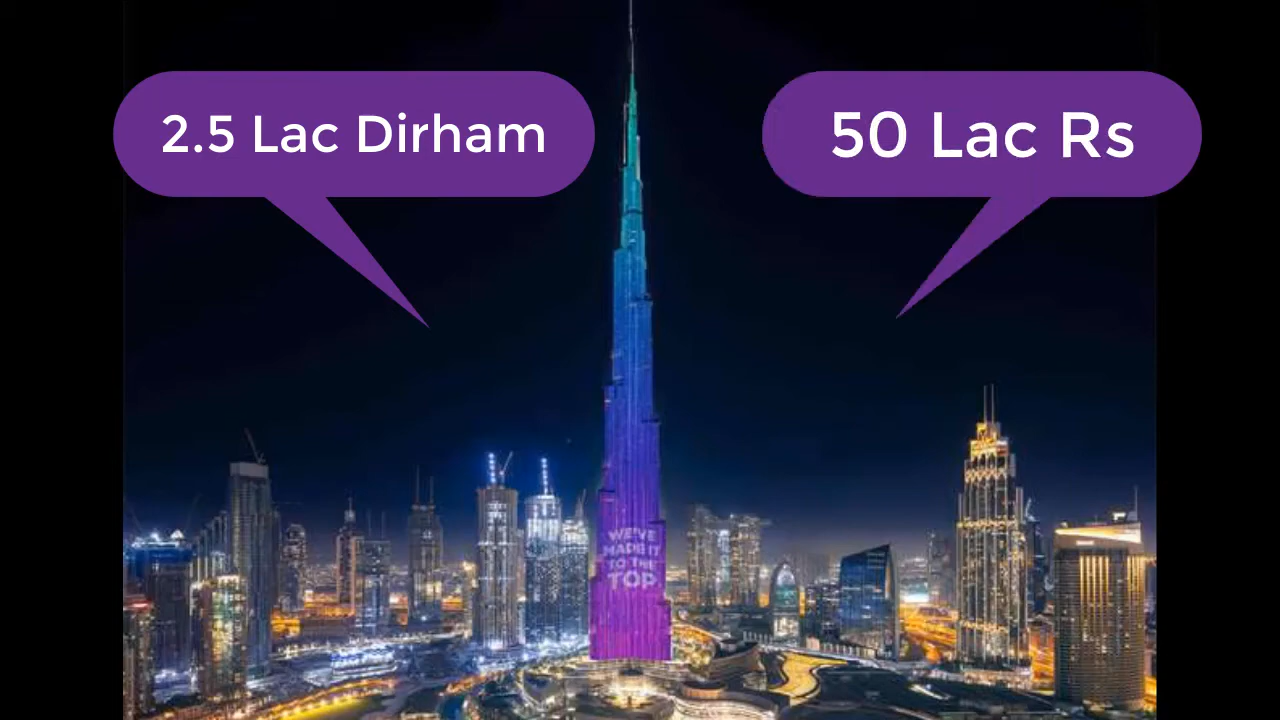 2.5 Lac Dirham
50 Lac Rs
WE'VE
MADE IT
TO THE
TOP